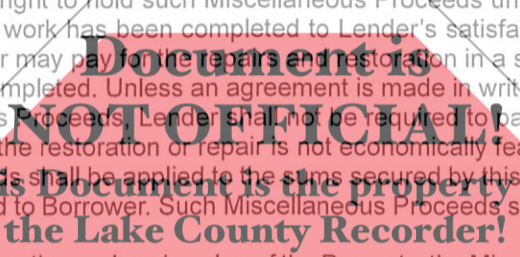 ight to hold such Miscellaneous Proceeds un
work has been completed to Lender's satisfa
r may pay for the repairs and restoration in a s
Document is
mpleted. Unless an agreement is made in writ
s Proceeds, Lender shall not be required to pa
NOT OFFICIAL!
the restoration or repair is not economically fea
s shall be applied to the sums secured by this
This Document is the property
d to Borrower. Such Miscellaneous Proceeds s
the Lake County Recorder!